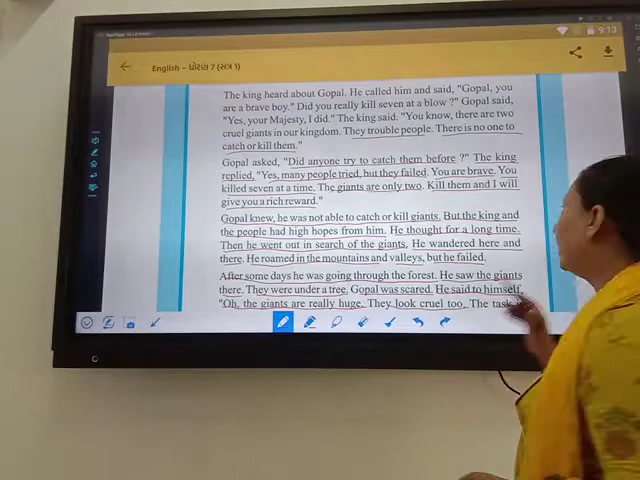 9:13
English – ધોરણ 7 (સત્ર ૧)
The king heard about Gopal. He called him and said, "Gopal, you
are a brave boy." Did you really kill seven at a blow ?" Gopal said,
"Yes, your Majesty, I did." The king said. "You know, there are two
cruel giants in our kingdom. They trouble people. There is no one to
catch or kill them."
Gopal asked, "Did anyone try to catch them before ?" The king
replied, "Yes, many people tried, but they failed. You are brave. You
killed seven at a time. The giants are only two. Kill them and I will
give you a rich reward."
Gopal knew, he was not able to catch or kill giants. But the king and
the people had high hopes from him. He thought for a long time.
Then he went out in search of the giants. He wandered here and
there. He roamed in the mountains and valleys, but he failed.
After some days he was going through the forest. He saw the giants
there. They were under a tree. Gopal was scared. He said to himself,
"Oh, the giants are really huge. They look cruel too. The task